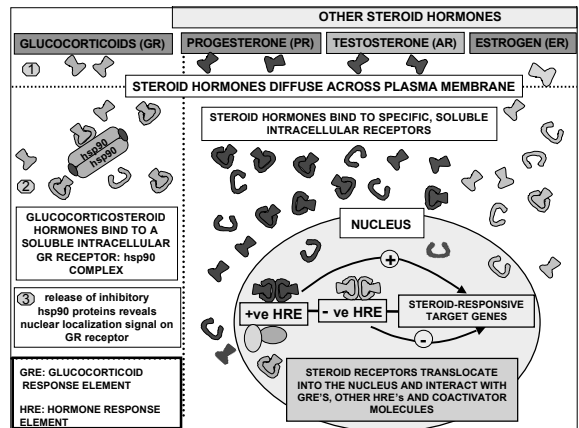 OTHER STEROID HORMONES
GLUCOCORTICOIDS (GR)
PROGESTERONE (PR)
TESTOSTERONE (AR)
ESTROGEN (ER)
1
STEROID HORMONES DIFFUSE ACROSS PLASMA MEMBRANE
STEROID HORMONES BIND TO SPECIFIC, SOLUBLE
INTRACELLULAR RECEPTORS
hsp90
hsp90
2
GLUCOCORTICOSTEROID
HORMONES BIND TO A
SOLUBLE INTRACELLULAR
GR RECEPTOR: hsp90
COMPLEX
3 release of inhibitory
hsp90 proteins reveals
nuclear localization signal on
GR receptor
GRE: GLUCOCORTICOID
RESPONSE ELEMENT
HRE: HORMONE RESPONSE
ELEMENT
NUCLEUS
+
+ve HRE
- ve HRE
STEROID-RESPONSIVE
TARGET GENES
-
STEROID RECEPTORS TRANSLOCATE
INTO THE NUCLEUS AND INTERACT WITH
GRE'S, OTHER HRE's AND COACTIVATOR
MOLECULES